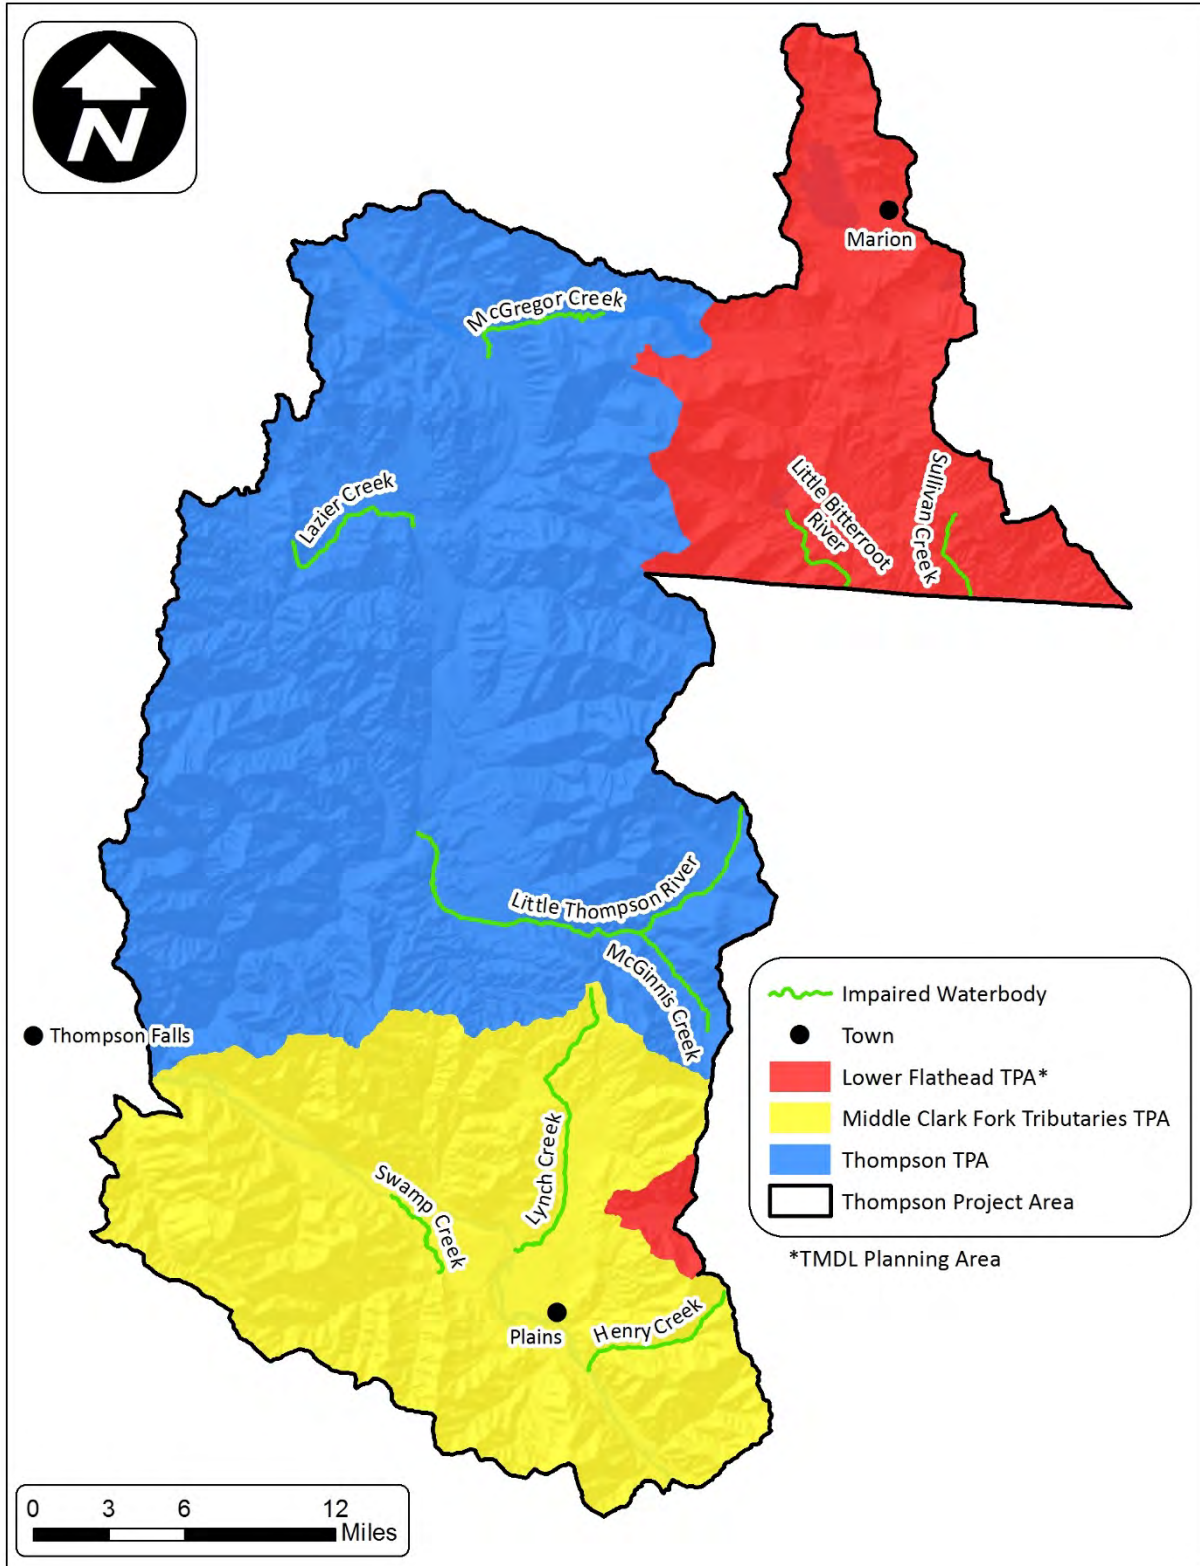 N
Marion
McGregor Creek
Lazier Creek
Little Bitterroot
River
Sullivan Creek
Little Thompson River
McGinnis Creek
Thompson Falls
Lynch Creek
Swamp Creek
Plains
Henry Creek
Impaired Waterbody
Town
Lower Flathead TPA*
Middle Clark Fork Tributaries TPA
Thompson TPA
Thompson Project Area
*TMDL Planning Area
0 3 6 12
Miles